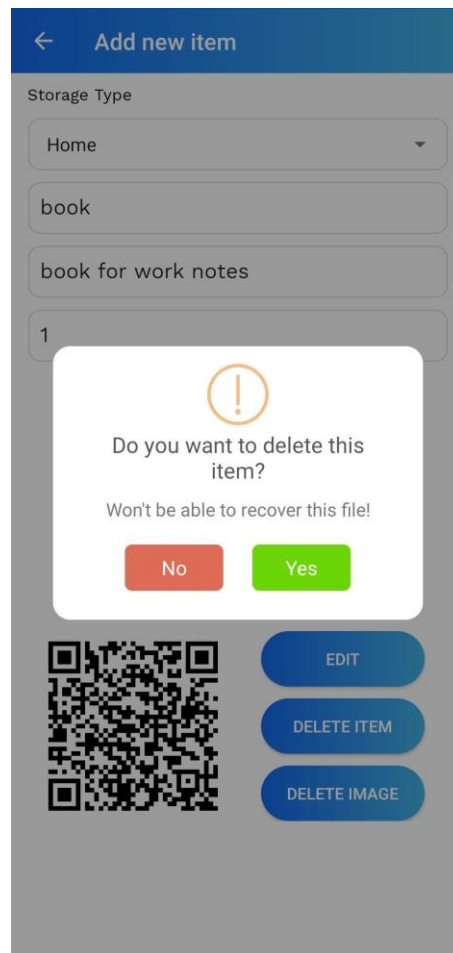 Add new item
Storage Type
Home
book
book for work notes
1
Do you want to delete this
item?
Won't be able to recover this file!
No
Yes
EDIT
DELETE ITEM
DELETE IMAGE